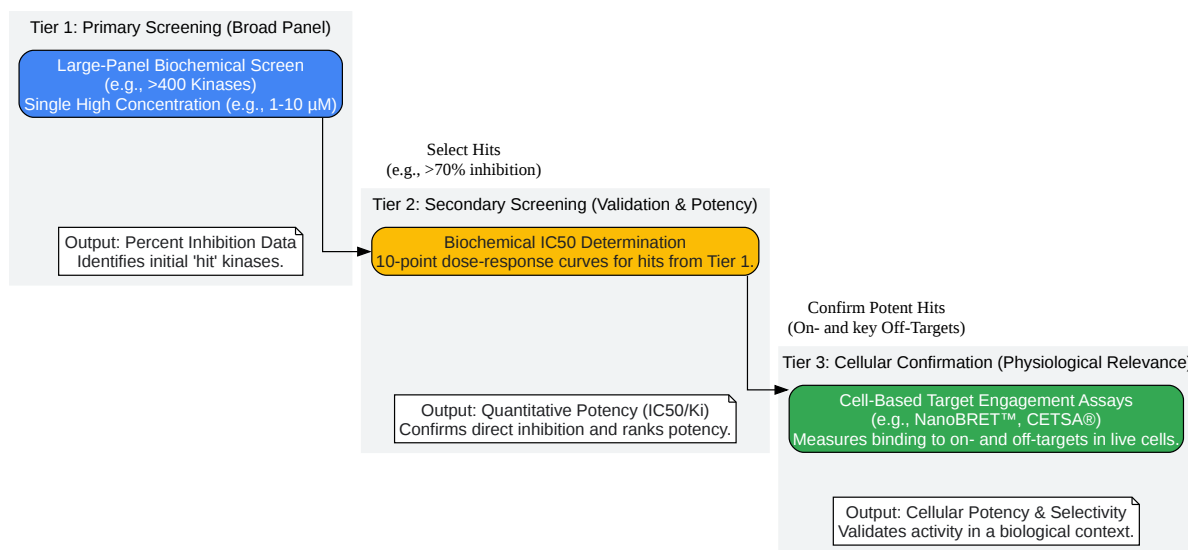 Tier 1: Primary Screening (Broad Panel)
Large-Panel Biochemical Screen
(e.g., >400 Kinases)
Single High Concentration (e.g., 1-10 µM)
Output: Percent Inhibition Data
Identifies initial 'hit' kinases.
Select Hits
(e.g., >70% inhibition)
Tier 2: Secondary Screening (Validation & Potency)
Biochemical IC50 Determination
10-point dose-response curves for hits from Tier 1.
Output: Quantitative Potency (IC50/Ki)
Confirms direct inhibition and ranks potency.
Confirm Potent Hits
(On- and key Off-Targets)
Tier 3: Cellular Confirmation (Physiological Relevance)
Cell-Based Target Engagement Assays
(e.g., NanoBRET™, CETSA®)
Measures binding to on- and off-targets in live cells.
Output: Cellular Potency & Selectivity
Validates activity in a biological context.